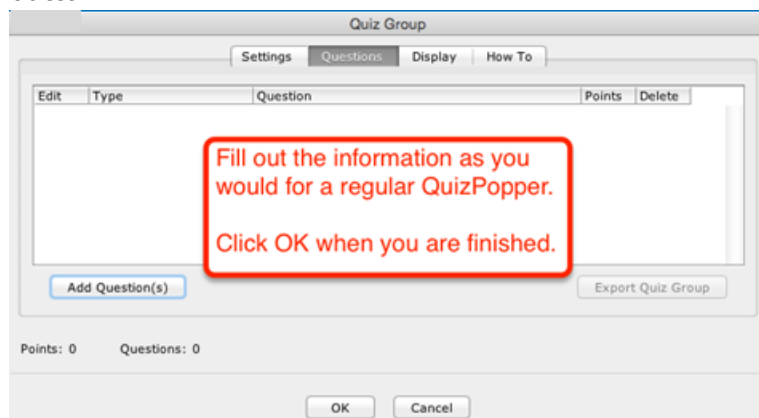 Quiz Group
Settings Questions Display How To
Edit Type Question Points Delete
Fill out the information as you
would for a regular QuizPopper.
Click OK when you are finished.
Add Question(s) Export Quiz Group
Points: 0 Questions: 0
OK Cancel